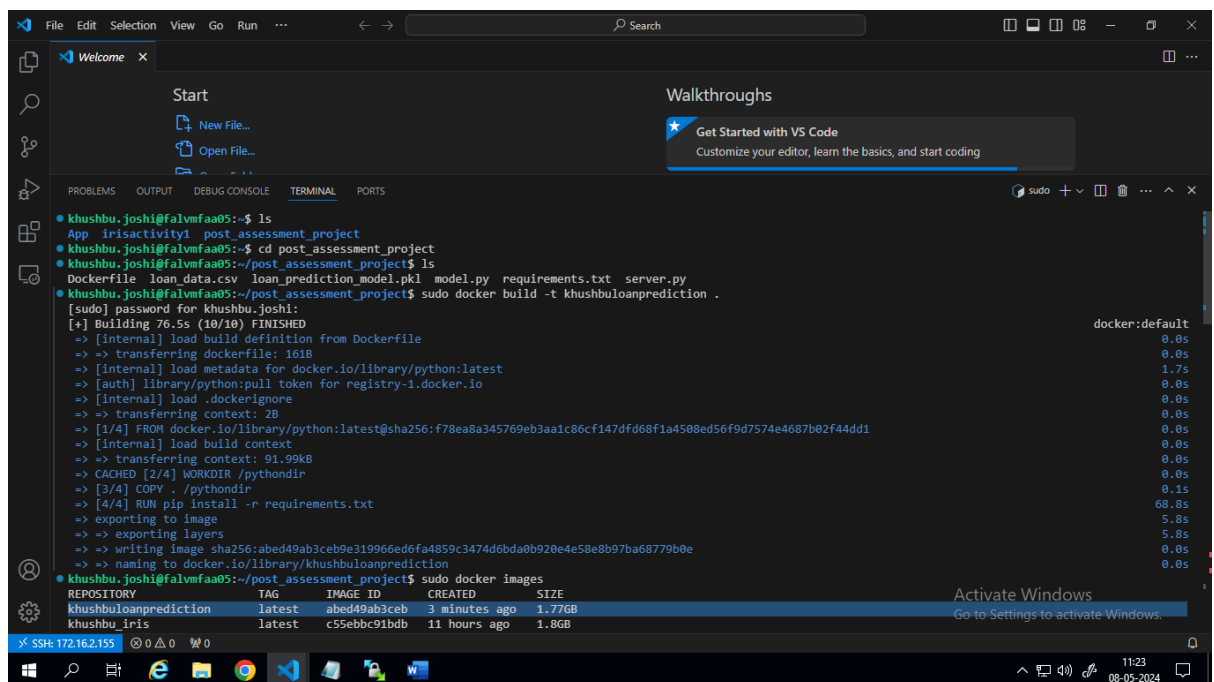 File Edit Selection View Go Run ··· Search
Welcome
Start
New File...
Open File...
Walkthroughs
Get Started with VS Code
Customize your editor, learn the basics, and start coding
PROBLEMS OUTPUT DEBUG CONSOLE TERMINAL PORTS sudo
khushbu.joshi@falvmfaa05:~$ ls
App irisactivity1 post_assessment_project
khushbu.joshi@falvmfaa05:~$ cd post_assessment_project
khushbu.joshi@falvmfaa05:~/post_assessment_project$ ls
Dockerfile loan_data.csv loan_prediction_model.pkl model.py requirements.txt server.py
khushbu.joshi@falvmfaa05:~/post_assessment_project$ sudo docker build -t khushbuloanprediction .
[sudo] password for khushbu.joshi:
[+] Building 76.5s (10/10) FINISHED docker:default
=> [internal] load build definition from Dockerfile 0.0s
=> => transferring dockerfile: 161B 0.0s
=> [internal] load metadata for docker.io/library/python:latest 1.7s
=> [auth] library/python:pull token for registry-1.docker.io 0.0s
=> [internal] load .dockerignore 0.0s
=> => transferring context: 2B 0.0s
=> [1/4] FROM docker.io/library/python:latest@sha256:f78ea8a345769eb3aa1c86cf147dfd68f1a4508ed56f9d7574e4687b02f44dd1 0.0s
=> [internal] load build context 0.0s
=> => transferring context: 91.99kB 0.0s
=> CACHED [2/4] WORKDIR /pythondir 0.0s
=> [3/4] COPY . /pythondir 0.1s
=> [4/4] RUN pip install -r requirements.txt 68.8s
=> exporting to image 5.8s
=> => exporting layers 5.8s
=> => writing image sha256:abed49ab3ceb9e319966ed6fa4859c3474d6bda0b920e4e58e8b97ba68779b0e 0.0s
=> => naming to docker.io/library/khushbuloanprediction 0.0s
khushbu.joshi@falvmfaa05:~/post_assessment_project$ sudo docker images
REPOSITORY TAG IMAGE ID CREATED SIZE
khushbuloanprediction latest abed49ab3ceb 3 minutes ago 1.77GB
khushbu_iris latest c55ebbc91bdb 11 hours ago 1.8GB
Activate Windows
Go to Settings to activate Windows.
SSH: 172.16.2.155 0 0 0
11:23
08-05-2024